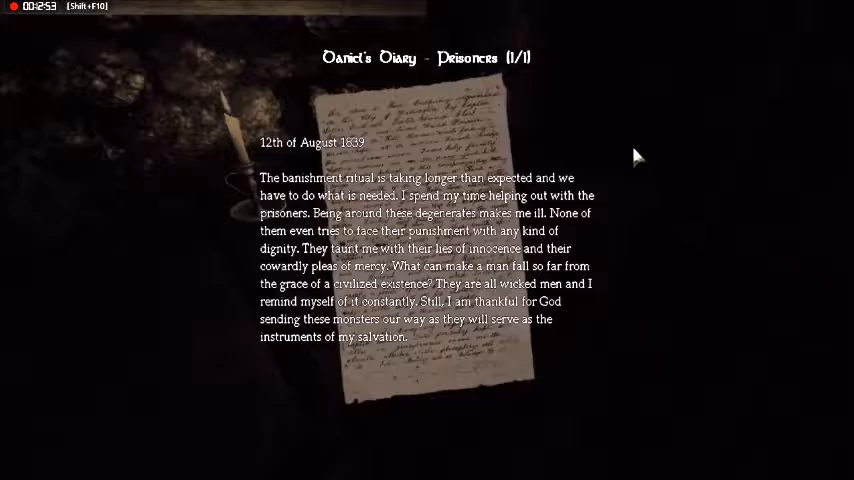 00:12:53 [Shift+F10]
Daniel's Diary - Prisoners (1/1)
12th of August 1839
The banishment ritual is taking longer than expected and we
have to do what is needed. I spend my time helping out with the
prisoners. Being around these degenerates makes me ill. None of
them even tries to face their punishment with any kind of
dignity. They taunt me with their lies of innocence and their
cowardly pleas of mercy. What can make a man fall so far from
the grace of a civilized existence? They are all wicked men and I
remind myself of it constantly. Still, I am thankful for God
sending these monsters our way as they will serve as the
instruments of my salvation.